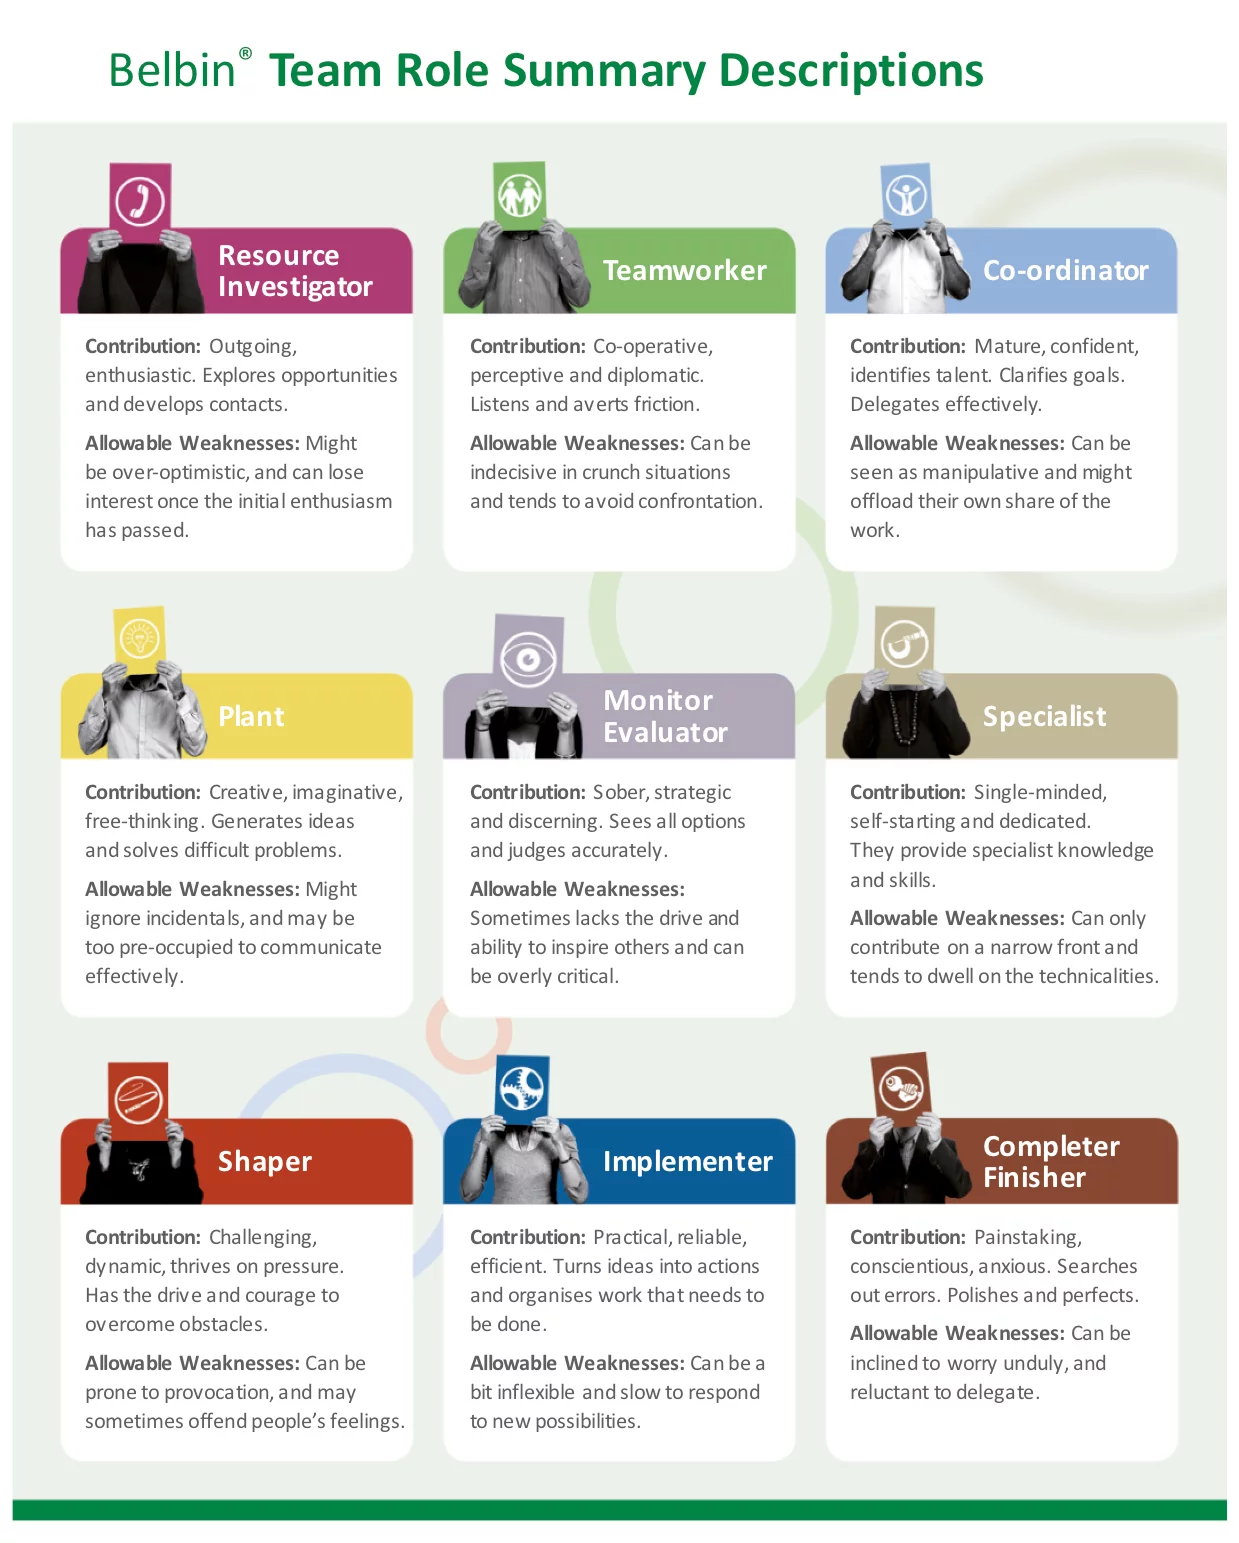 Belbin® Team Role Summary Descriptions
Resource
Investigator
Contribution: Outgoing,
enthusiastic. Explores opportunities
and develops contacts.
Allowable Weaknesses: Might
be over-optimistic, and can lose
interest once the initial enthusiasm
has passed.
Teamworker
Contribution: Co-operative,
perceptive and diplomatic.
Listens and averts friction.
Allowable Weaknesses: Can be
indecisive in crunch situations
and tends to avoid confrontation.
Co-ordinator
Contribution: Mature, confident,
identifies talent. Clarifies goals.
Delegates effectively.
Allowable Weaknesses: Can be
seen as manipulative and might
offload their own share of the
work.
Plant
Contribution: Creative, imaginative,
free-thinking. Generates ideas
and solves difficult problems.
Allowable Weaknesses: Might
ignore incidentals, and may be
too pre-occupied to communicate
effectively.
Monitor
Evaluator
Contribution: Sober, strategic
and discerning. Sees all options
and judges accurately.
Allowable Weaknesses:
Sometimes lacks the drive and
ability to inspire others and can
be overly critical.
Specialist
Contribution: Single-minded,
self-starting and dedicated.
They provide specialist knowledge
and skills.
Allowable Weaknesses: Can only
contribute on a narrow front and
tends to dwell on the technicalities.
Shaper
Contribution: Challenging,
dynamic, thrives on pressure.
Has the drive and courage to
overcome obstacles.
Allowable Weaknesses: Can be
prone to provocation, and may
sometimes offend people's feelings.
Implementer
Contribution: Practical, reliable,
efficient. Turns ideas into actions
and organises work that needs to
be done.
Allowable Weaknesses: Can be a
bit inflexible and slow to respond
to new possibilities.
Completer
Finisher
Contribution: Painstaking,
conscientious, anxious. Searches
out errors. Polishes and perfects.
Allowable Weaknesses: Can be
inclined to worry unduly, and
reluctant to delegate.